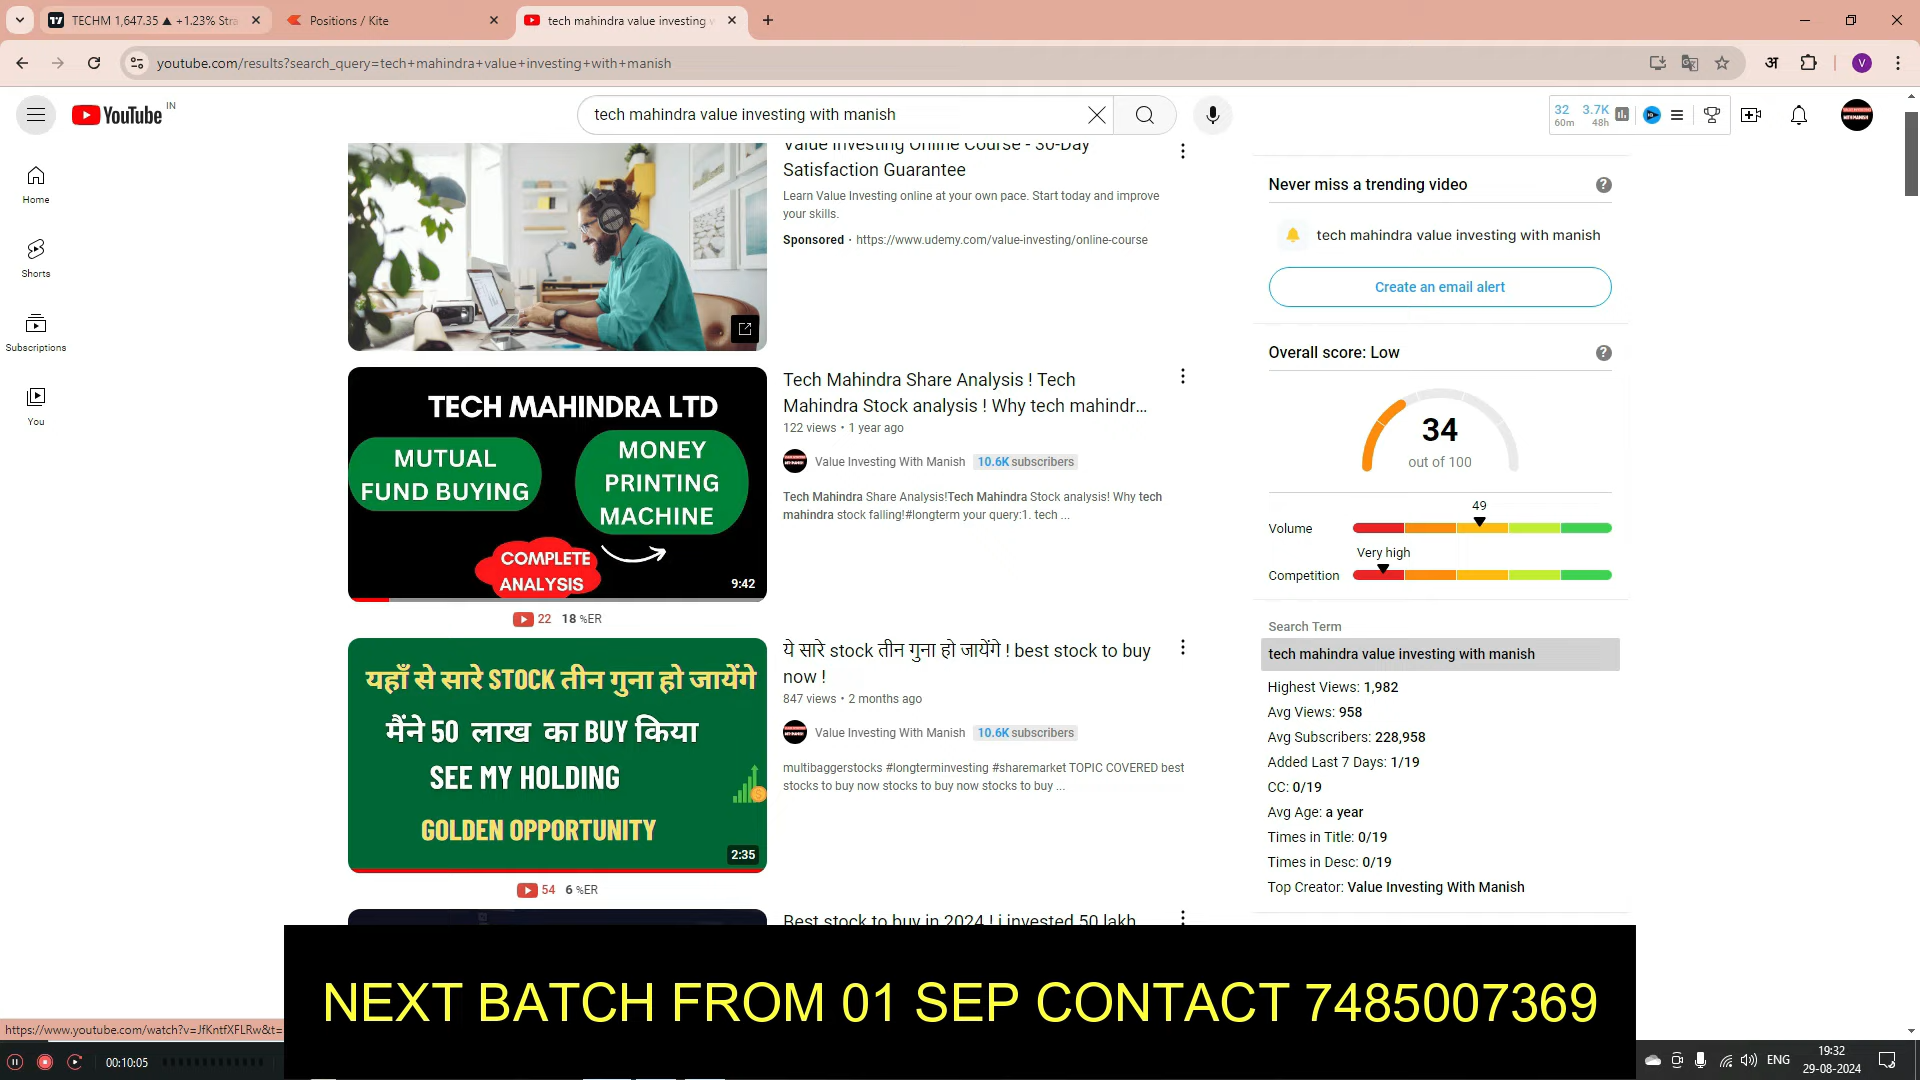 TECHM 1,647.35 ▲ +1.23% Stra
Positions / Kite
tech mahindra value investing
youtube.com/results?search_query=tech+mahindra+value+investing+with+manish
अ
V
YouTube IN
tech mahindra value investing with manish
32 3.7K
60m 48h
Home
Shorts
Subscriptions
You
Value Investing Online Course - 30-Day
Satisfaction Guarantee
Learn Value Investing online at your own pace. Start today and improve
your skills.
Sponsored · https://www.udemy.com/value-investing/online-course
TECH MAHINDRA LTD
MUTUAL
FUND BUYING
MONEY
PRINTING
MACHINE
COMPLETE
ANALYSIS
9:42
22 18 %ER
Tech Mahindra Share Analysis ! Tech
Mahindra Stock analysis ! Why tech mahindr...
122 views • 1 year ago
Value Investing With Manish 10.6K subscribers
Tech Mahindra Share Analysis!Tech Mahindra Stock analysis! Why tech
mahindra stock falling!#longterm your query:1. tech ...
यहाँ से सारे STOCK तीन गुना हो जायेंगे
मैंने 50 लाख का BUY किया
SEE MY HOLDING
GOLDEN OPPORTUNITY
2:35
54 6 %ER
ये सारे stock तीन गुना हो जायेंगे ! best stock to buy
now !
847 views • 2 months ago
Value Investing With Manish 10.6K subscribers
multibaggerstocks #longterminvesting #sharemarket TOPIC COVERED best
stocks to buy now stocks to buy now stocks to buy ...
Best stock to buy in 2024 ! i invested 50 lakh
Never miss a trending video
tech mahindra value investing with manish
Create an email alert
Overall score: Low
34
out of 100
49
Volume
Very high
Competition
Search Term
tech mahindra value investing with manish
Highest Views: 1,982
Avg Views: 958
Avg Subscribers: 228,958
Added Last 7 Days: 1/19
CC: 0/19
Avg Age: a year
Times in Title: 0/19
Times in Desc: 0/19
Top Creator: Value Investing With Manish
NEXT BATCH FROM 01 SEP CONTACT 7485007369
https://www.youtube.com/watch?v=JfKntfXFLRw&t=
00:10:05
ENG
19:32
29-08-2024